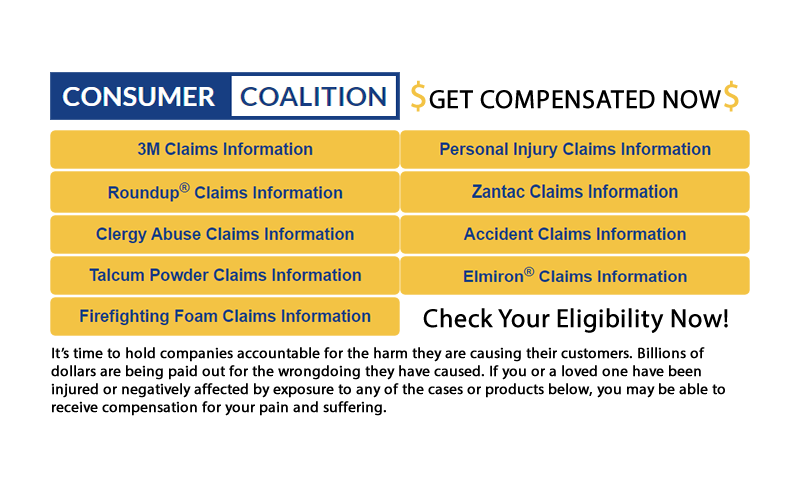 CONSUMER COALITION
$GET COMPENSATED NOW$
3M Claims Information
Personal Injury Claims Information
Roundup® Claims Information
Zantac Claims Information
Clergy Abuse Claims Information
Accident Claims Information
Talcum Powder Claims Information
Elmiron® Claims Information
Firefighting Foam Claims Information
Check Your Eligibility Now!
It’s time to hold companies accountable for the harm they are causing their customers. Billions of
dollars are being paid out for the wrongdoing they have caused. If you or a loved one have been
injured or negatively affected by exposure to any of the cases or products below, you may be able to
receive compensation for your pain and suffering.